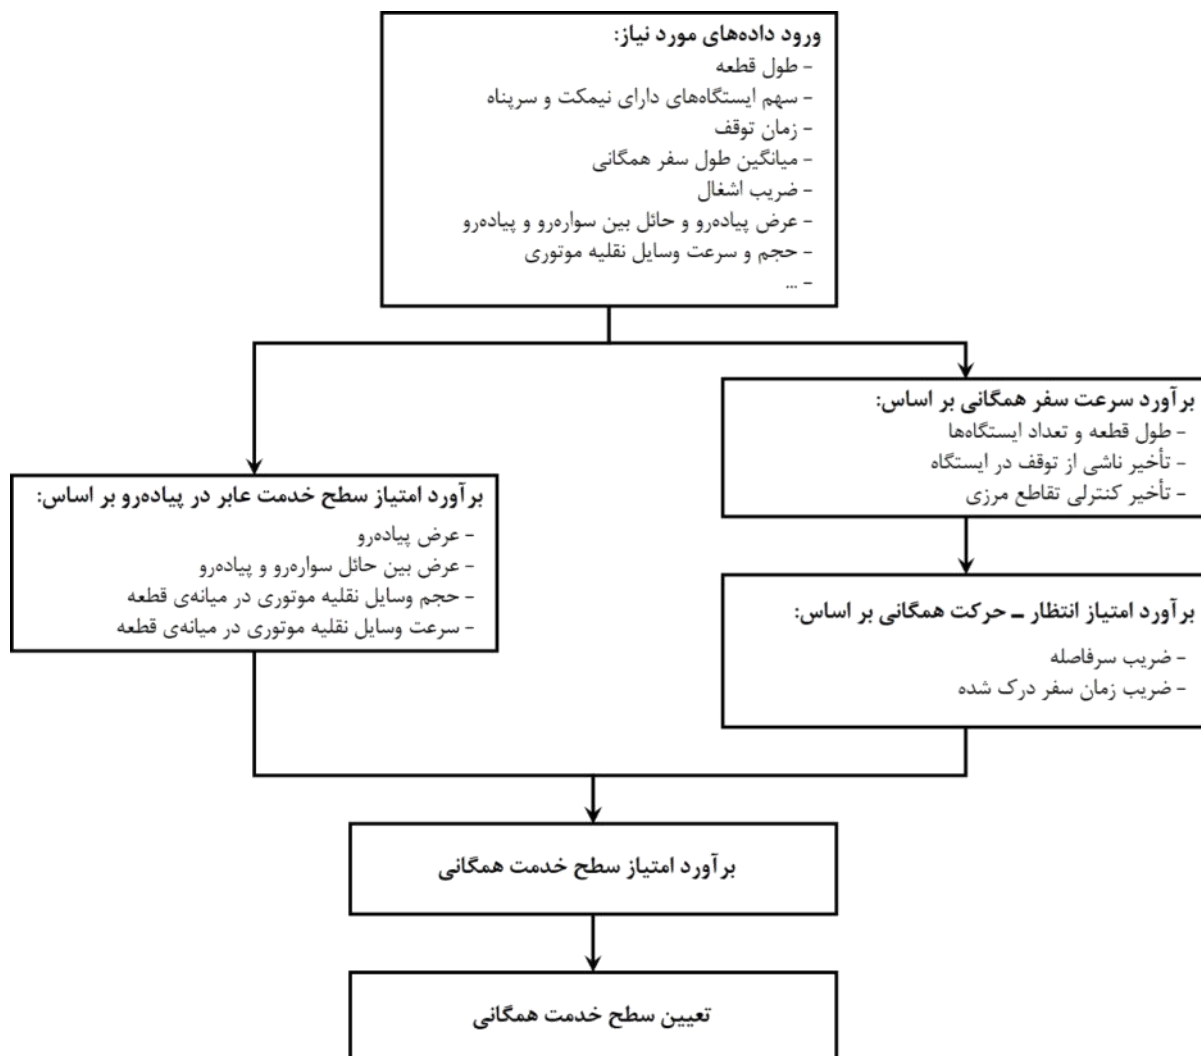 ورود داده‌های مورد نیاز:
- طول قطعه
- سهم ایستگاه‌های دارای نیمکت و سرپناه
- زمان توقف
- میانگین طول سفر همگانی
- ضریب اشغال
- عرض پیاده‌رو و حائل بین سواره‌رو و پیاده‌رو
- حجم و سرعت وسایل نقلیه موتوری
- ...
برآورد سرعت سفر همگانی بر اساس:
- طول قطعه و تعداد ایستگاه‌ها
- تأخیر ناشی از توقف در ایستگاه
- تأخیر کنترلی تقاطع مرزی
برآورد امتیاز انتظار – حرکت همگانی بر اساس:
- ضریب سرفاصله
- ضریب زمان سفر درک شده
برآورد امتیاز سطح خدمت عابر در پیاده‌رو بر اساس:
- عرض پیاده‌رو
- عرض بین حائل سواره‌رو و پیاده‌رو
- حجم وسایل نقلیه موتوری در میانه‌ی قطعه
- سرعت وسایل نقلیه موتوری در میانه‌ی قطعه
برآورد امتیاز سطح خدمت همگانی
تعیین سطح خدمت همگانی